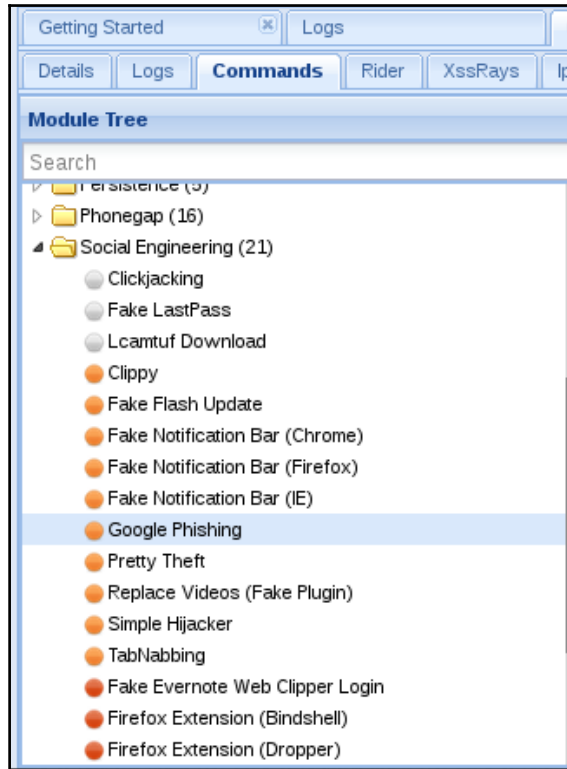 Getting Started
Logs
Details
Logs
Commands
Rider
XssRays
Module Tree
Search
Persistence (5)
Phonegap (16)
Social Engineering (21)
Clickjacking
Fake LastPass
Lcamtuf Download
Clippy
Fake Flash Update
Fake Notification Bar (Chrome)
Fake Notification Bar (Firefox)
Fake Notification Bar (IE)
Google Phishing
Pretty Theft
Replace Videos (Fake Plugin)
Simple Hijacker
TabNabbing
Fake Evernote Web Clipper Login
Firefox Extension (Bindshell)
Firefox Extension (Dropper)